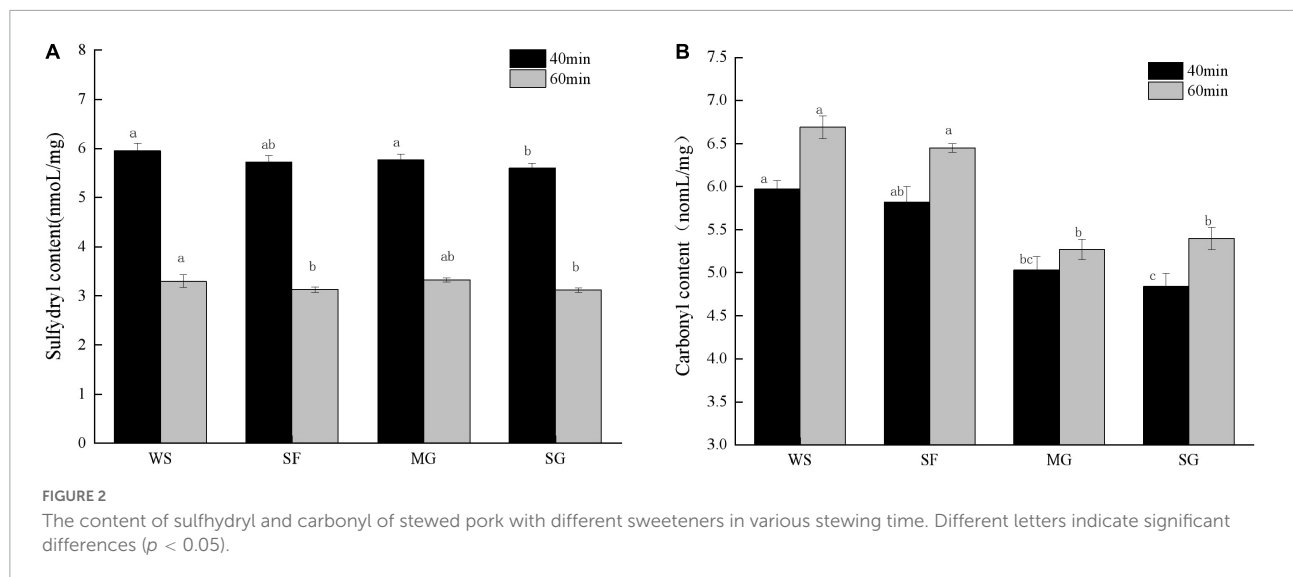 A
8
7
6
5
4
3
2
1
0
Sulfydryl content(nmoL/mg)
40min
60min
a
ab
a
b
a
b
ab
b
WS SF MG SG
B
7.5
7.0
6.5
6.0
5.5
5.0
4.5
4.0
3.5
3.0
Carbonyl content（nomL/mg）
40min
60min
a
a
a
ab
bc
b
c
b
WS SF MG SG
FIGURE 2
The content of sulfhydryl and carbonyl of stewed pork with different sweeteners in various stewing time. Different letters indicate significant
differences (p < 0.05).